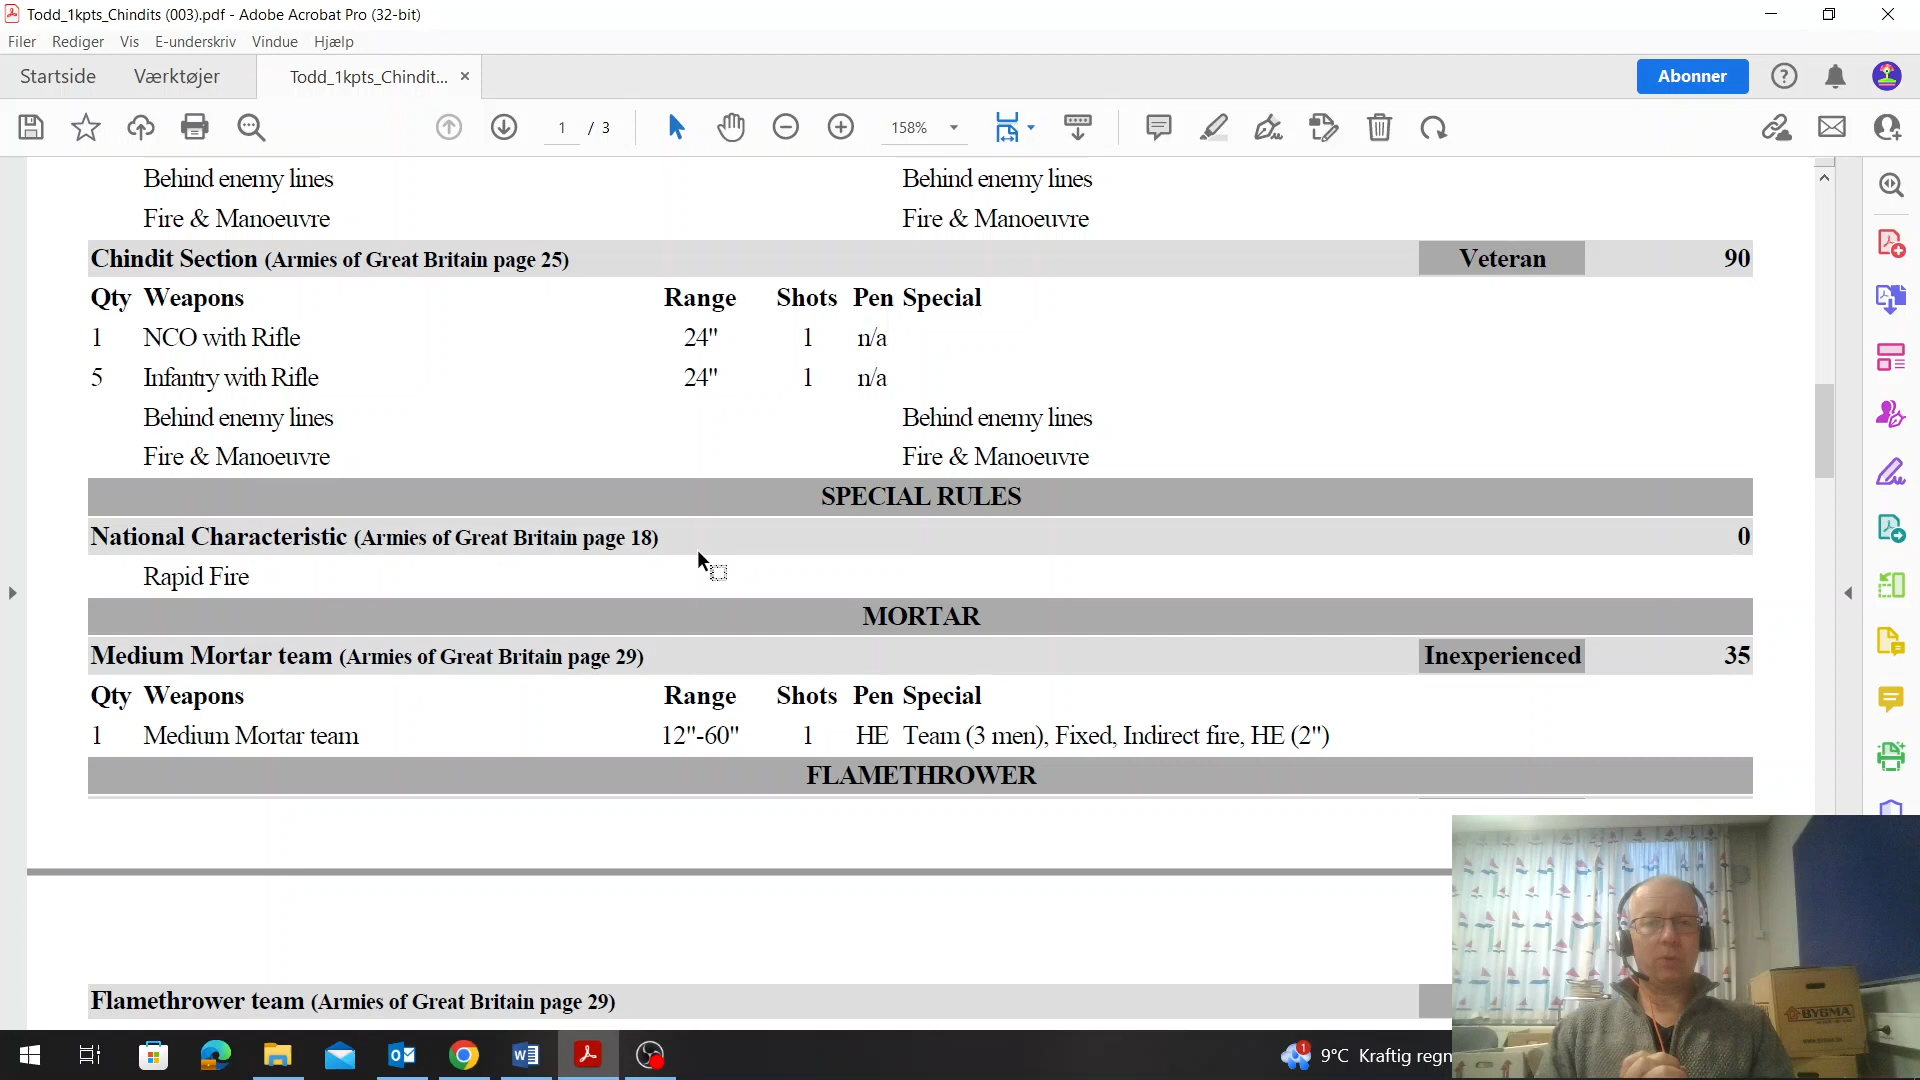 Todd_1kpts_Chindits (003).pdf - Adobe Acrobat Pro (32-bit)
Filer Rediger Vis E-underskriv Vindue Hjælp
Startside Værktøjer Todd_1kpts_Chindit... × Abonner
1 / 3 158%
Behind enemy lines Behind enemy lines
Fire & Manoeuvre Fire & Manoeuvre
Chindit Section (Armies of Great Britain page 25) Veteran 90
Qty Weapons Range Shots Pen Special
1 NCO with Rifle 24" 1 n/a
5 Infantry with Rifle 24" 1 n/a
Behind enemy lines Behind enemy lines
Fire & Manoeuvre Fire & Manoeuvre
SPECIAL RULES
National Characteristic (Armies of Great Britain page 18) 0
Rapid Fire
MORTAR
Medium Mortar team (Armies of Great Britain page 29) Inexperienced 35
Qty Weapons Range Shots Pen Special
1 Medium Mortar team 12"-60" 1 HE Team (3 men), Fixed, Indirect fire, HE (2")
FLAMETHROWER
Flamethrower team (Armies of Great Britain page 29)
BYGMA
1 9°C Kraftig regn